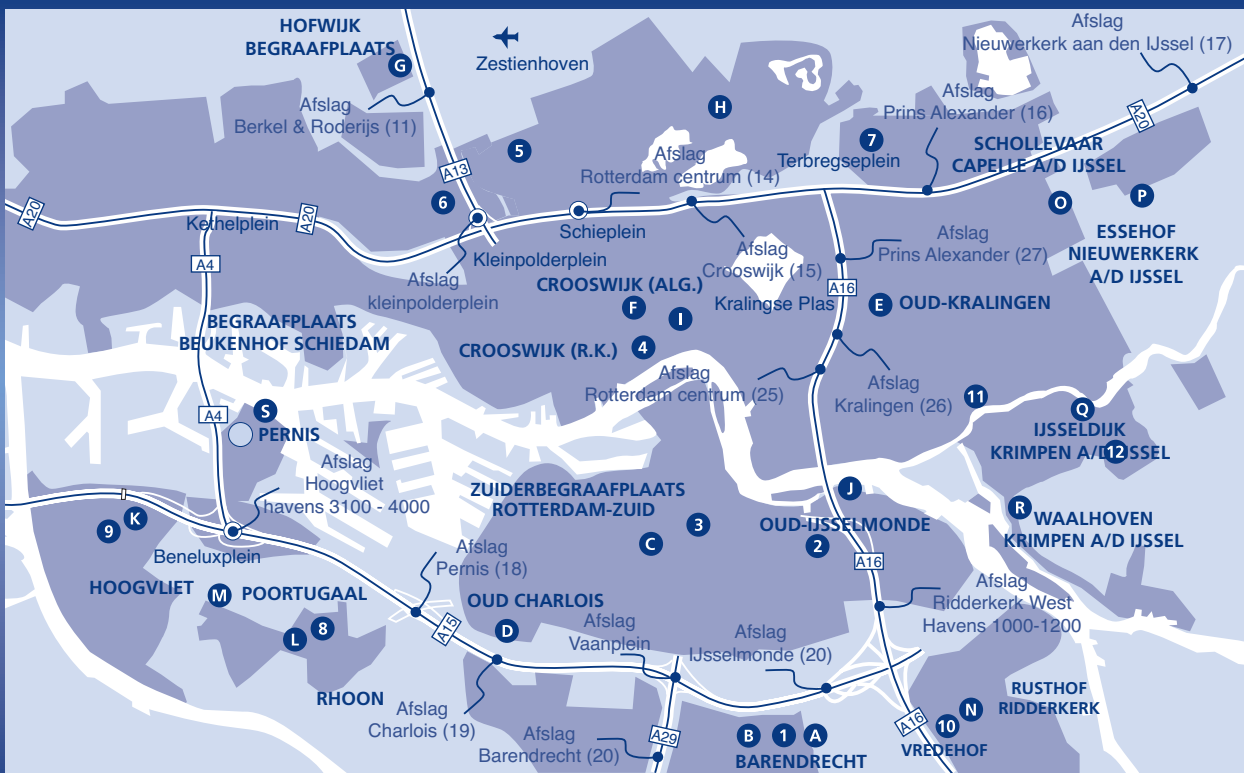 HOFWIJK
BEGRAAFPLAATS
G
Zestienhoven
Afslag
Nieuwerkerk aan den IJssel (17)
Afslag
Berkel & Roderijs (11)
H
Afslag
Prins Alexander (16)
A20
5
7
Terbregseplein
SCHOLLEVAAR
CAPELLE A/D IJSSEL
A13
Afslag
Rotterdam centrum (14)
6
O
P
A20
Kethelplein
A20
Schieplein
Kleinpolderplein
ESSEHOF
NIEUWERKERK
A/D IJSSEL
A4
Afslag
kleinpolderplein
Afslag
Crooswijk (15)
Afslag
Prins Alexander (27)
CROOSWIJK (ALG.)
F
I
Kralingse Plas
A16
E
OUD-KRALINGEN
BEGRAAFPLAATS
BEUKENHOF SCHIEDAM
CROOSWIJK (R.K.)
4
Afslag
Rotterdam centrum (25)
Afslag
Kralingen (26)
11
A4
S
PERNIS
Q
IJSSELDIJK
KRIMPEN A/D IJSSEL
12
Afslag
Hoogvliet
havens 3100 - 4000
ZUIDERBEGRAAFPLAATS
ROTTERDAM-ZUID
J
9
K
C
3
OUD-IJSSELMONDE
2
R
WAALHOVEN
KRIMPEN A/D IJSSEL
Beneluxplein
Afslag
Pernis (18)
A16
HOOGVLIET
M
POORTUGAAL
L
8
A15
OUD CHARLOIS
D
Afslag
Vaanplein
Afslag
IJsselmonde (20)
Afslag
Ridderkerk West
Havens 1000-1200
RHOON
Afslag
Charlois (19)
Afslag
Barendrecht (20)
A29
B
1
A
BARENDRECHT
A16
10
N
VREDEHOF
RUSTHOF
RIDDERKERK